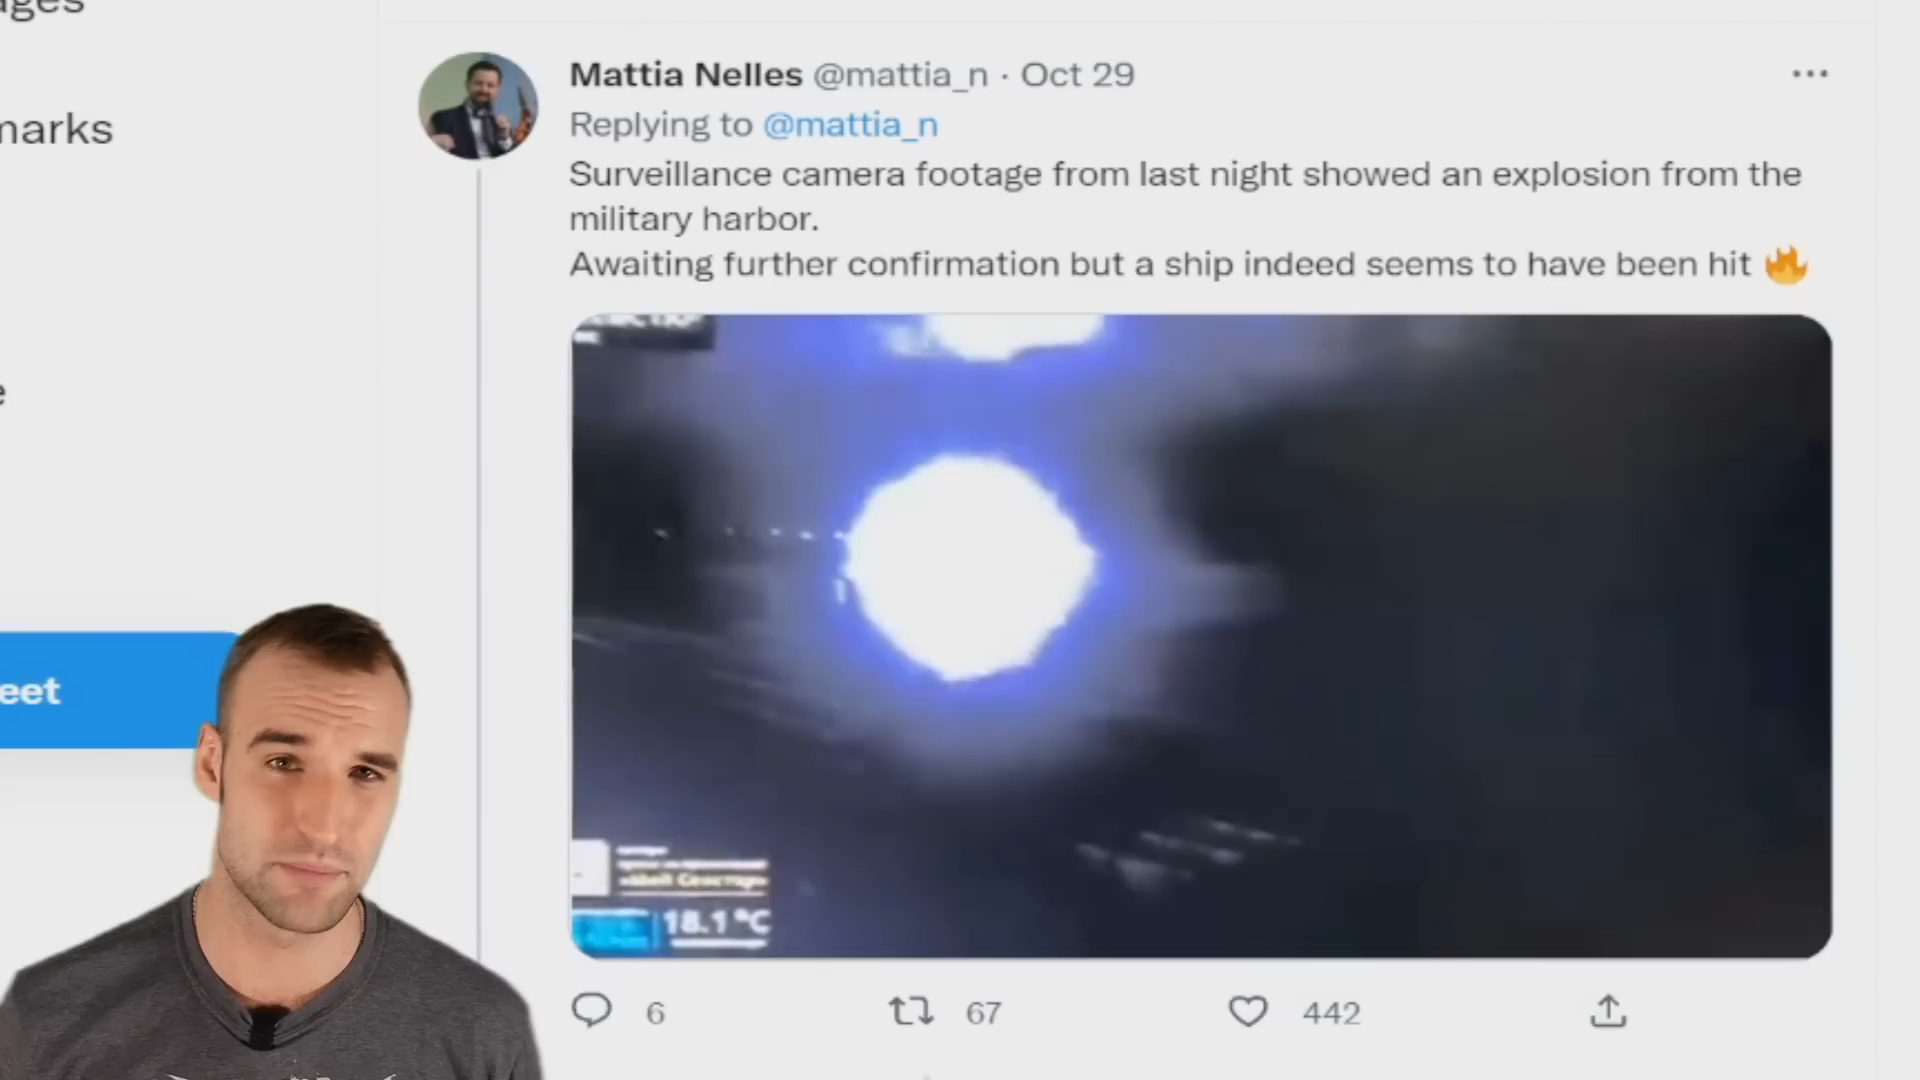 ages
Mattia Nelles @mattia_n · Oct 29
Replying to @mattia_n
marks
Surveillance camera footage from last night showed an explosion from the
military harbor.
Awaiting further confirmation but a ship indeed seems to have been hit 🔥
e
eet
18.1°C
6 67 442